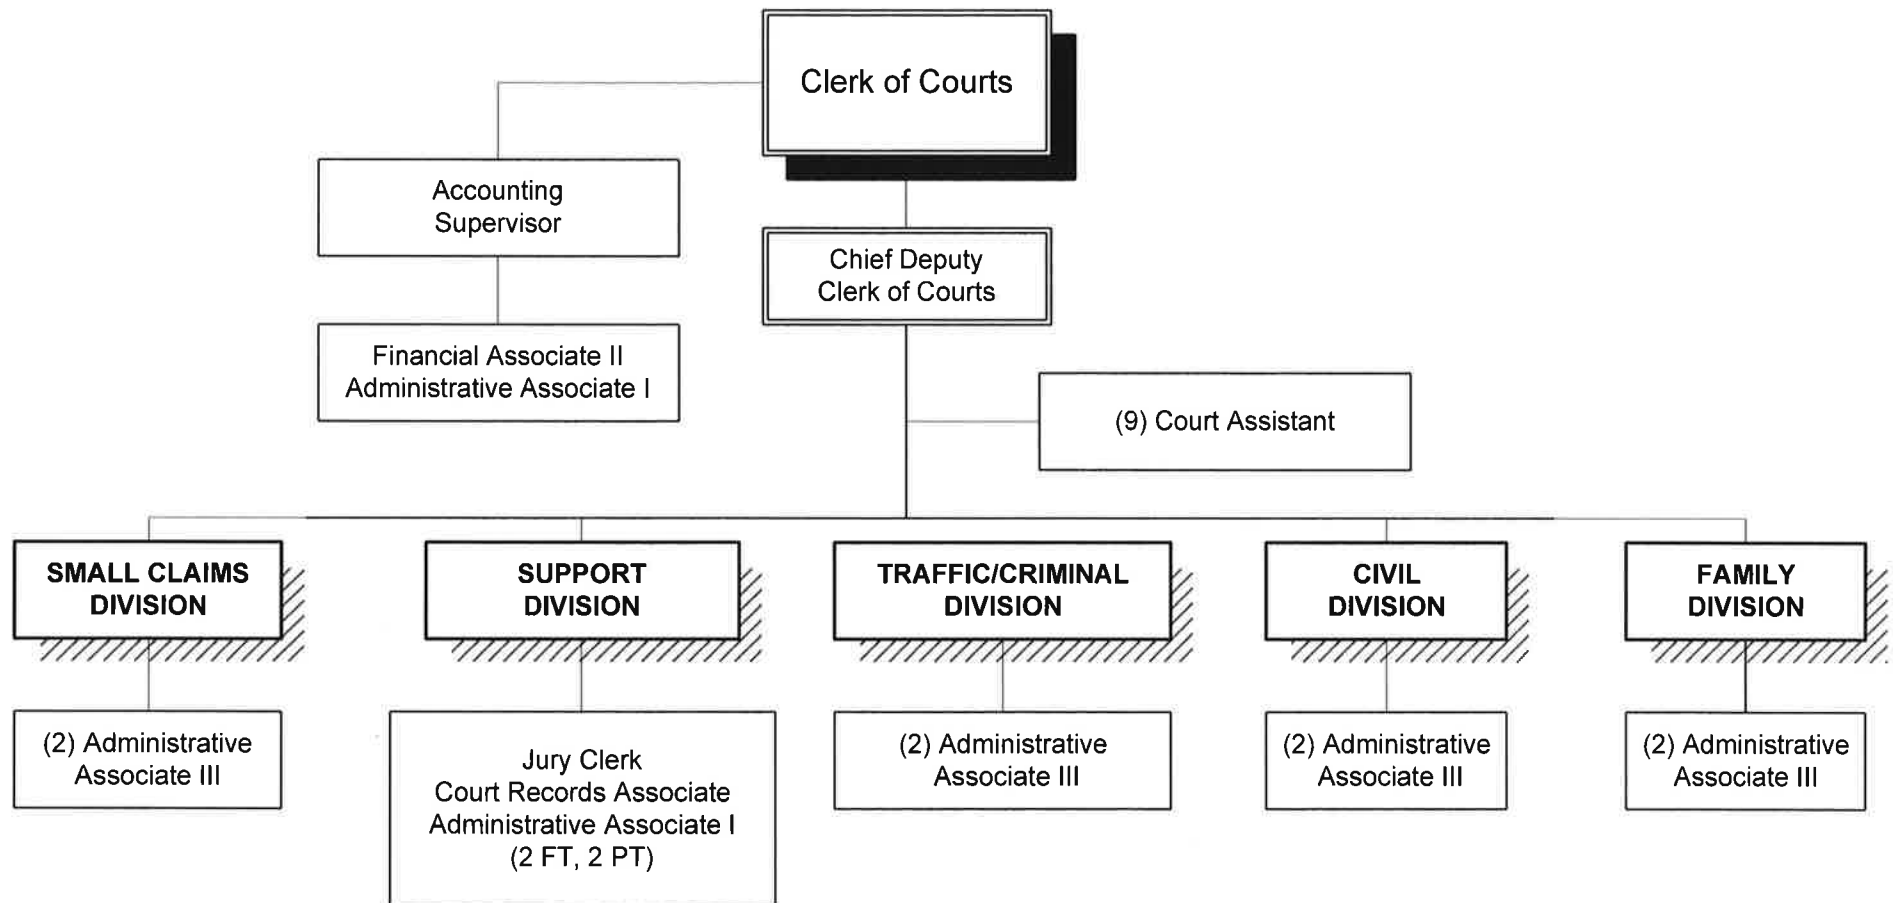 Clerk of Courts
Accounting
Supervisor
Chief Deputy
Clerk of Courts
Financial Associate II
Administrative Associate I
(9) Court Assistant
SMALL CLAIMS
DIVISION
SUPPORT
DIVISION
TRAFFIC/CRIMINAL
DIVISION
CIVIL
DIVISION
FAMILY
DIVISION
(2) Administrative
Associate III
Jury Clerk
Court Records Associate
Administrative Associate I
(2 FT, 2 PT)
(2) Administrative
Associate III
(2) Administrative
Associate III
(2) Administrative
Associate III